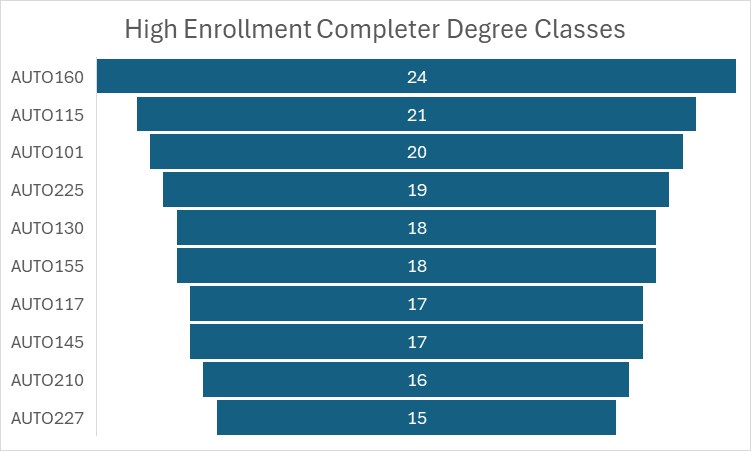 High Enrollment Completer Degree Classes
AUTO160 24
AUTO115 21
AUTO101 20
AUTO225 19
AUTO130 18
AUTO155 18
AUTO117 17
AUTO145 17
AUTO210 16
AUTO227 15